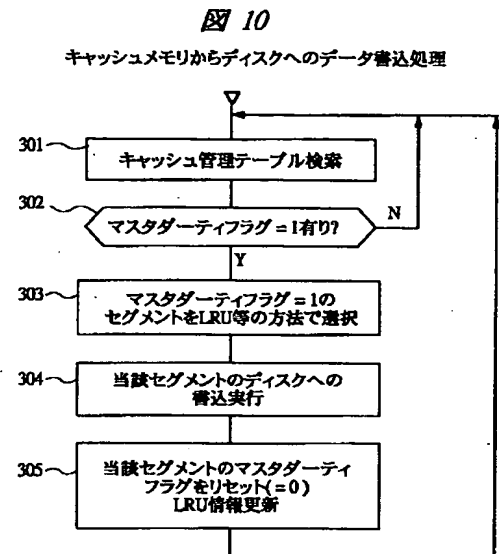 図 10
キャッシュメモリからディスクへのデータ書込処理
301
キャッシュ管理テーブル検索
302
マスタダーティフラグ=1有り?
N
Y
303
マスタダーティフラグ=1の
セグメントをLRU等の方法で選択
304
当該セグメントのディスクへの
書込実行
305
当該セグメントのマスタダーティ
フラグをリセット(=0)
LRU情報更新